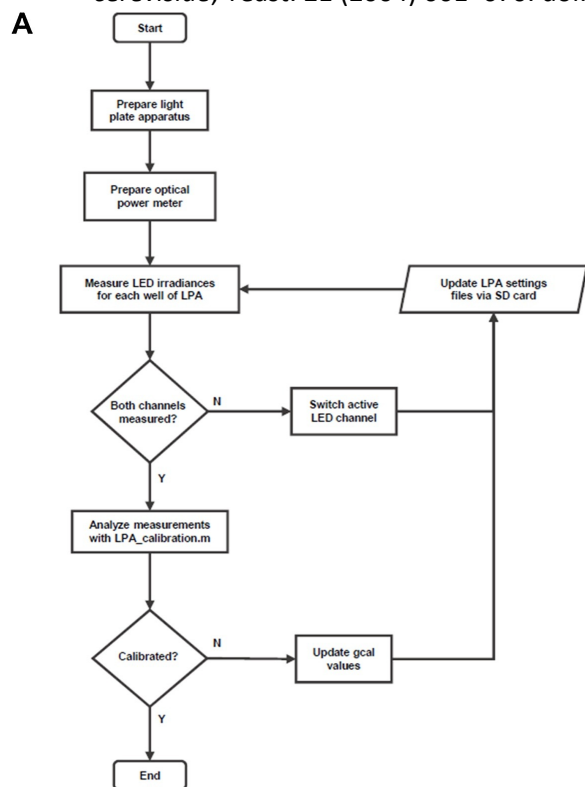 A
Start
Prepare light
plate apparatus
Prepare optical
power meter
Measure LED irradiances
for each well of LPA
Update LPA settings
files via SD card
Both channels
measured?
N
Switch active
LED channel
Y
Analyze measurements
with LPA_calibration.m
Calibrated?
N
Update gcal
values
Y
End